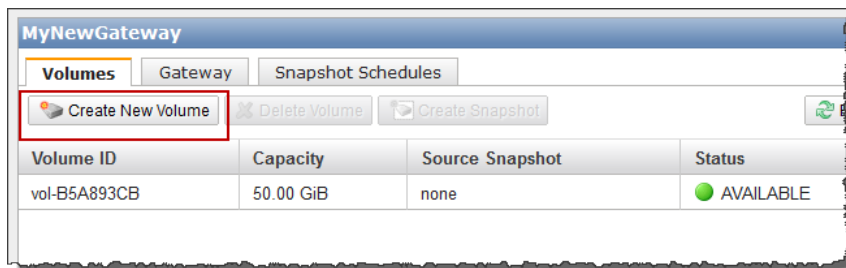 MyNewGateway
Volumes Gateway Snapshot Schedules
Create New Volume Delete Volume Create Snapshot
Volume ID Capacity Source Snapshot Status
vol-B5A893CB 50.00 GiB none AVAILABLE